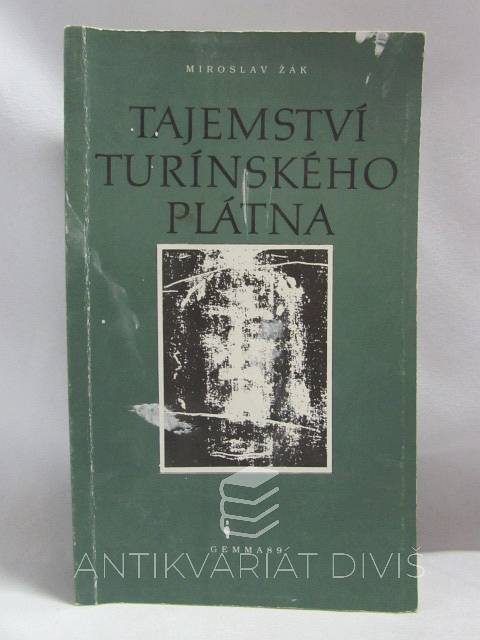 MIROSLAV ŽÁK
TAJEMSTVÍ
TURÍNSKÉHO
PLÁTNA
GEMMA89
ANTIKVARIÁT DIVIŠ